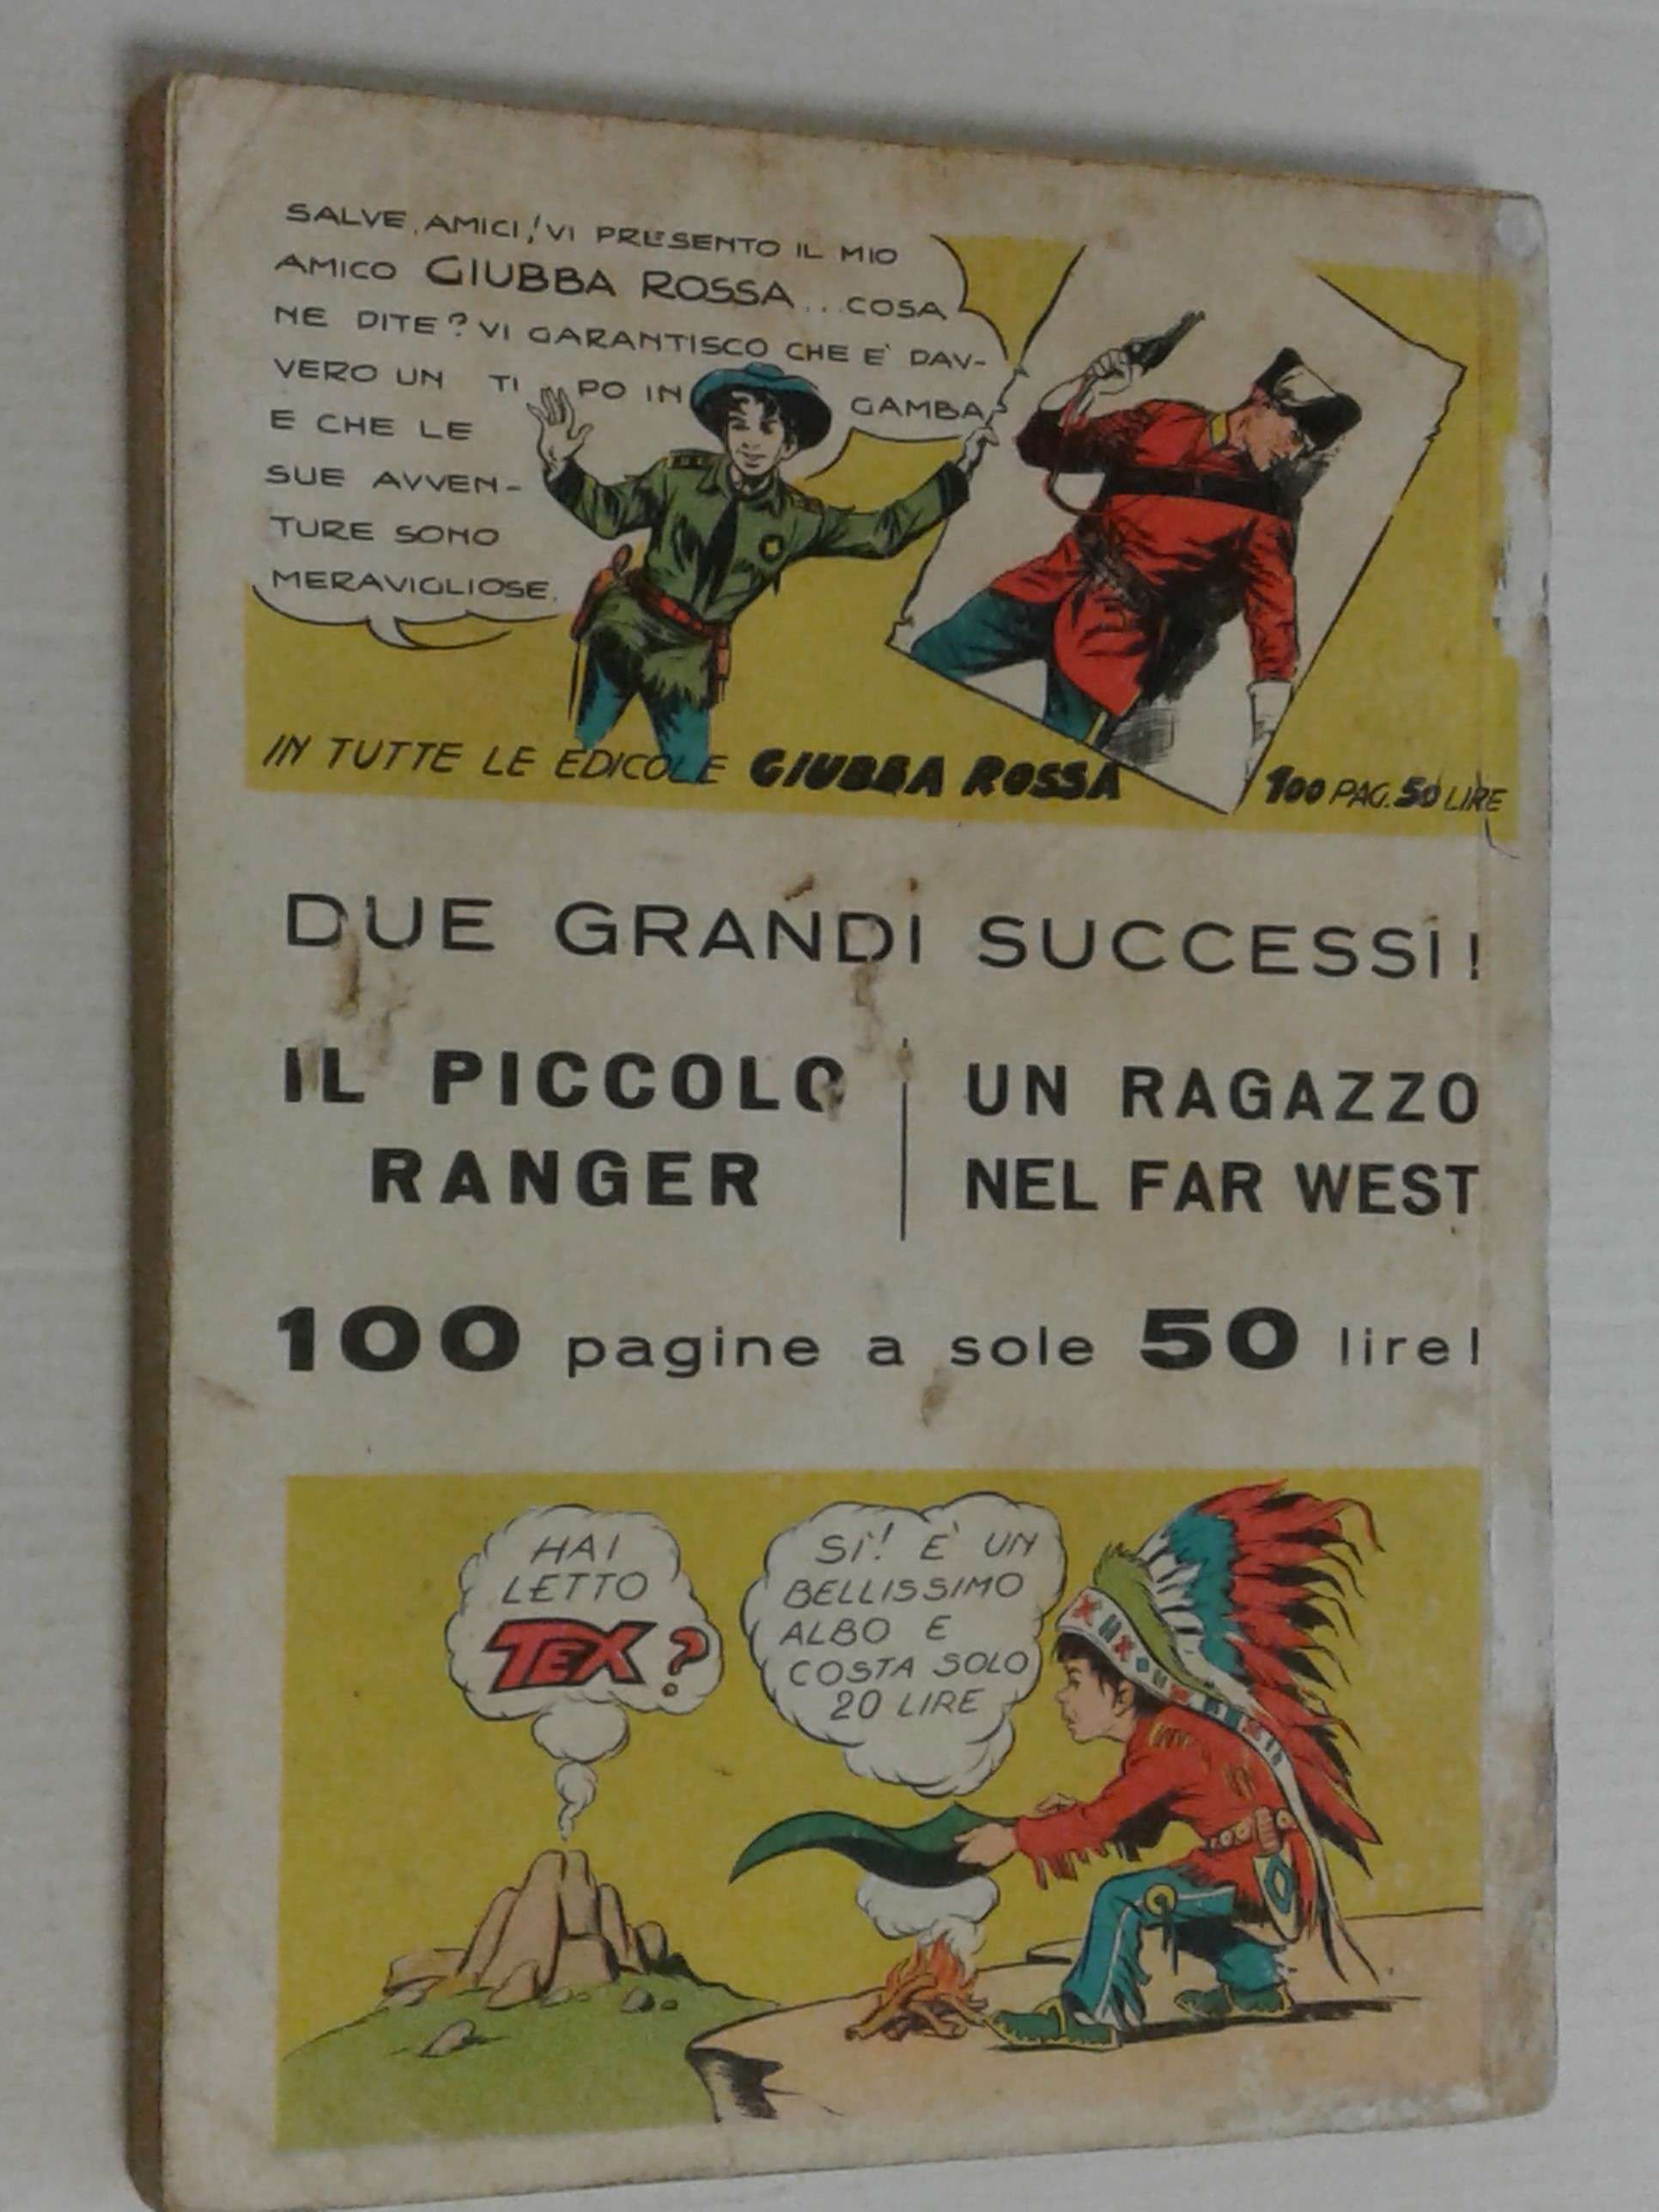 SALVE, AMICI! VI PRESENTO IL MIO
AMICO GIUBBA ROSSA... COSA
NE DITE? VI GARANTISCO CHE E' DAV-
VERO UN TIPO IN GAMBA
E CHE LE
SUE AVVEN-
TURE SONO
MERAVIGLIOSE.
IN TUTTE LE EDICOLE GIUBBA ROSSA 100 PAG. 50 LIRE
DUE GRANDI SUCCESSI!
IL PICCOLO
RANGER
UN RAGAZZO
NEL FAR WEST
100 pagine a sole 50 lire!
HAI
LETTO
TEX?
SÌ! E' UN
BELLISSIMO
ALBO E
COSTA SOLO
20 LIRE